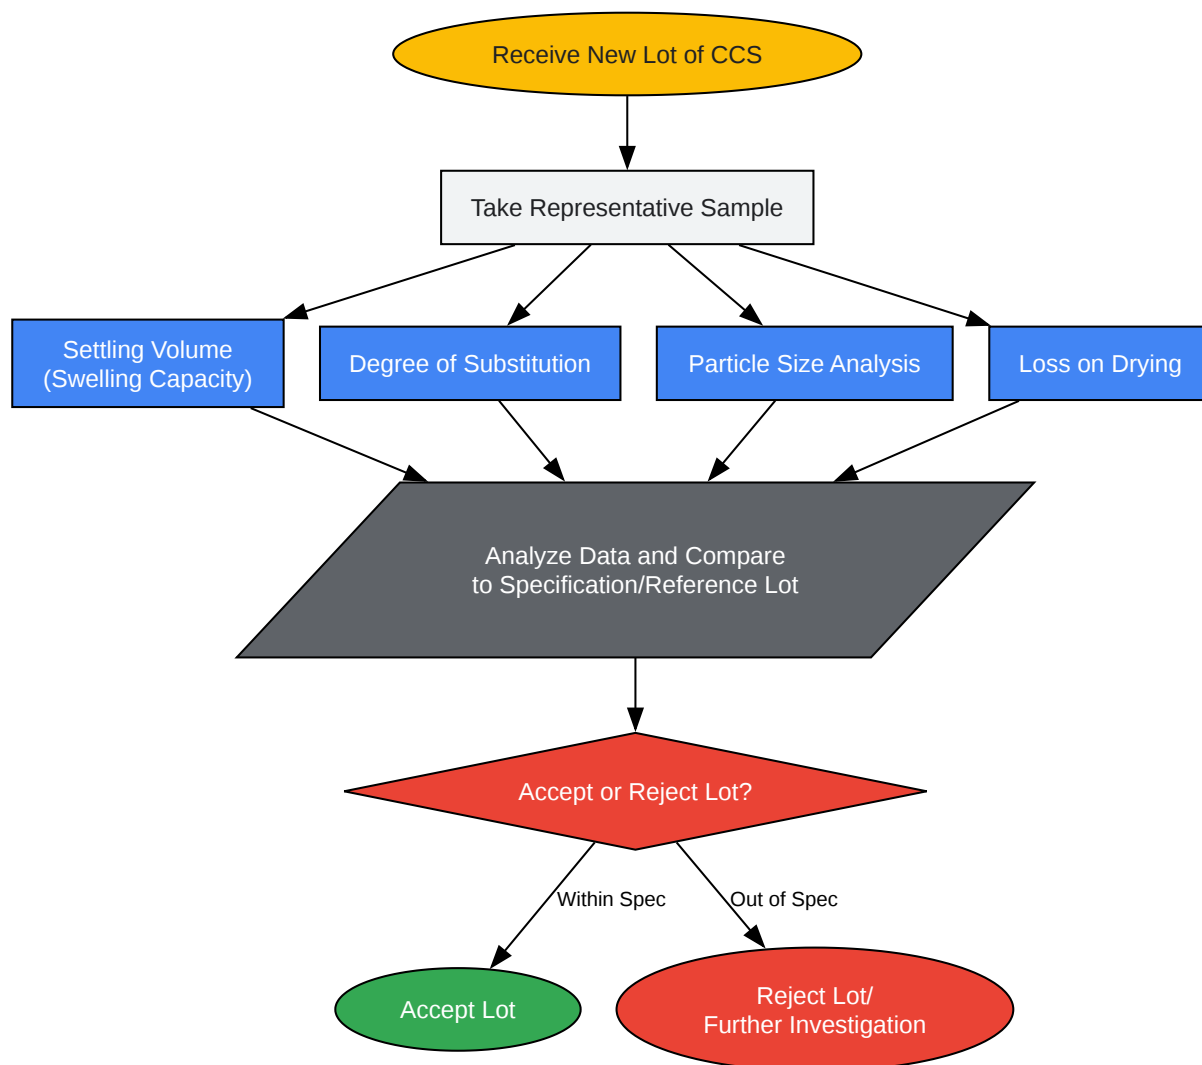 Receive New Lot of CCS
Take Representative Sample
Settling Volume
(Swelling Capacity)
Degree of Substitution
Particle Size Analysis
Loss on Drying
Analyze Data and Compare
to Specification/Reference Lot
Accept or Reject Lot?
Within Spec
Out of Spec
Accept Lot
Reject Lot/
Further Investigation